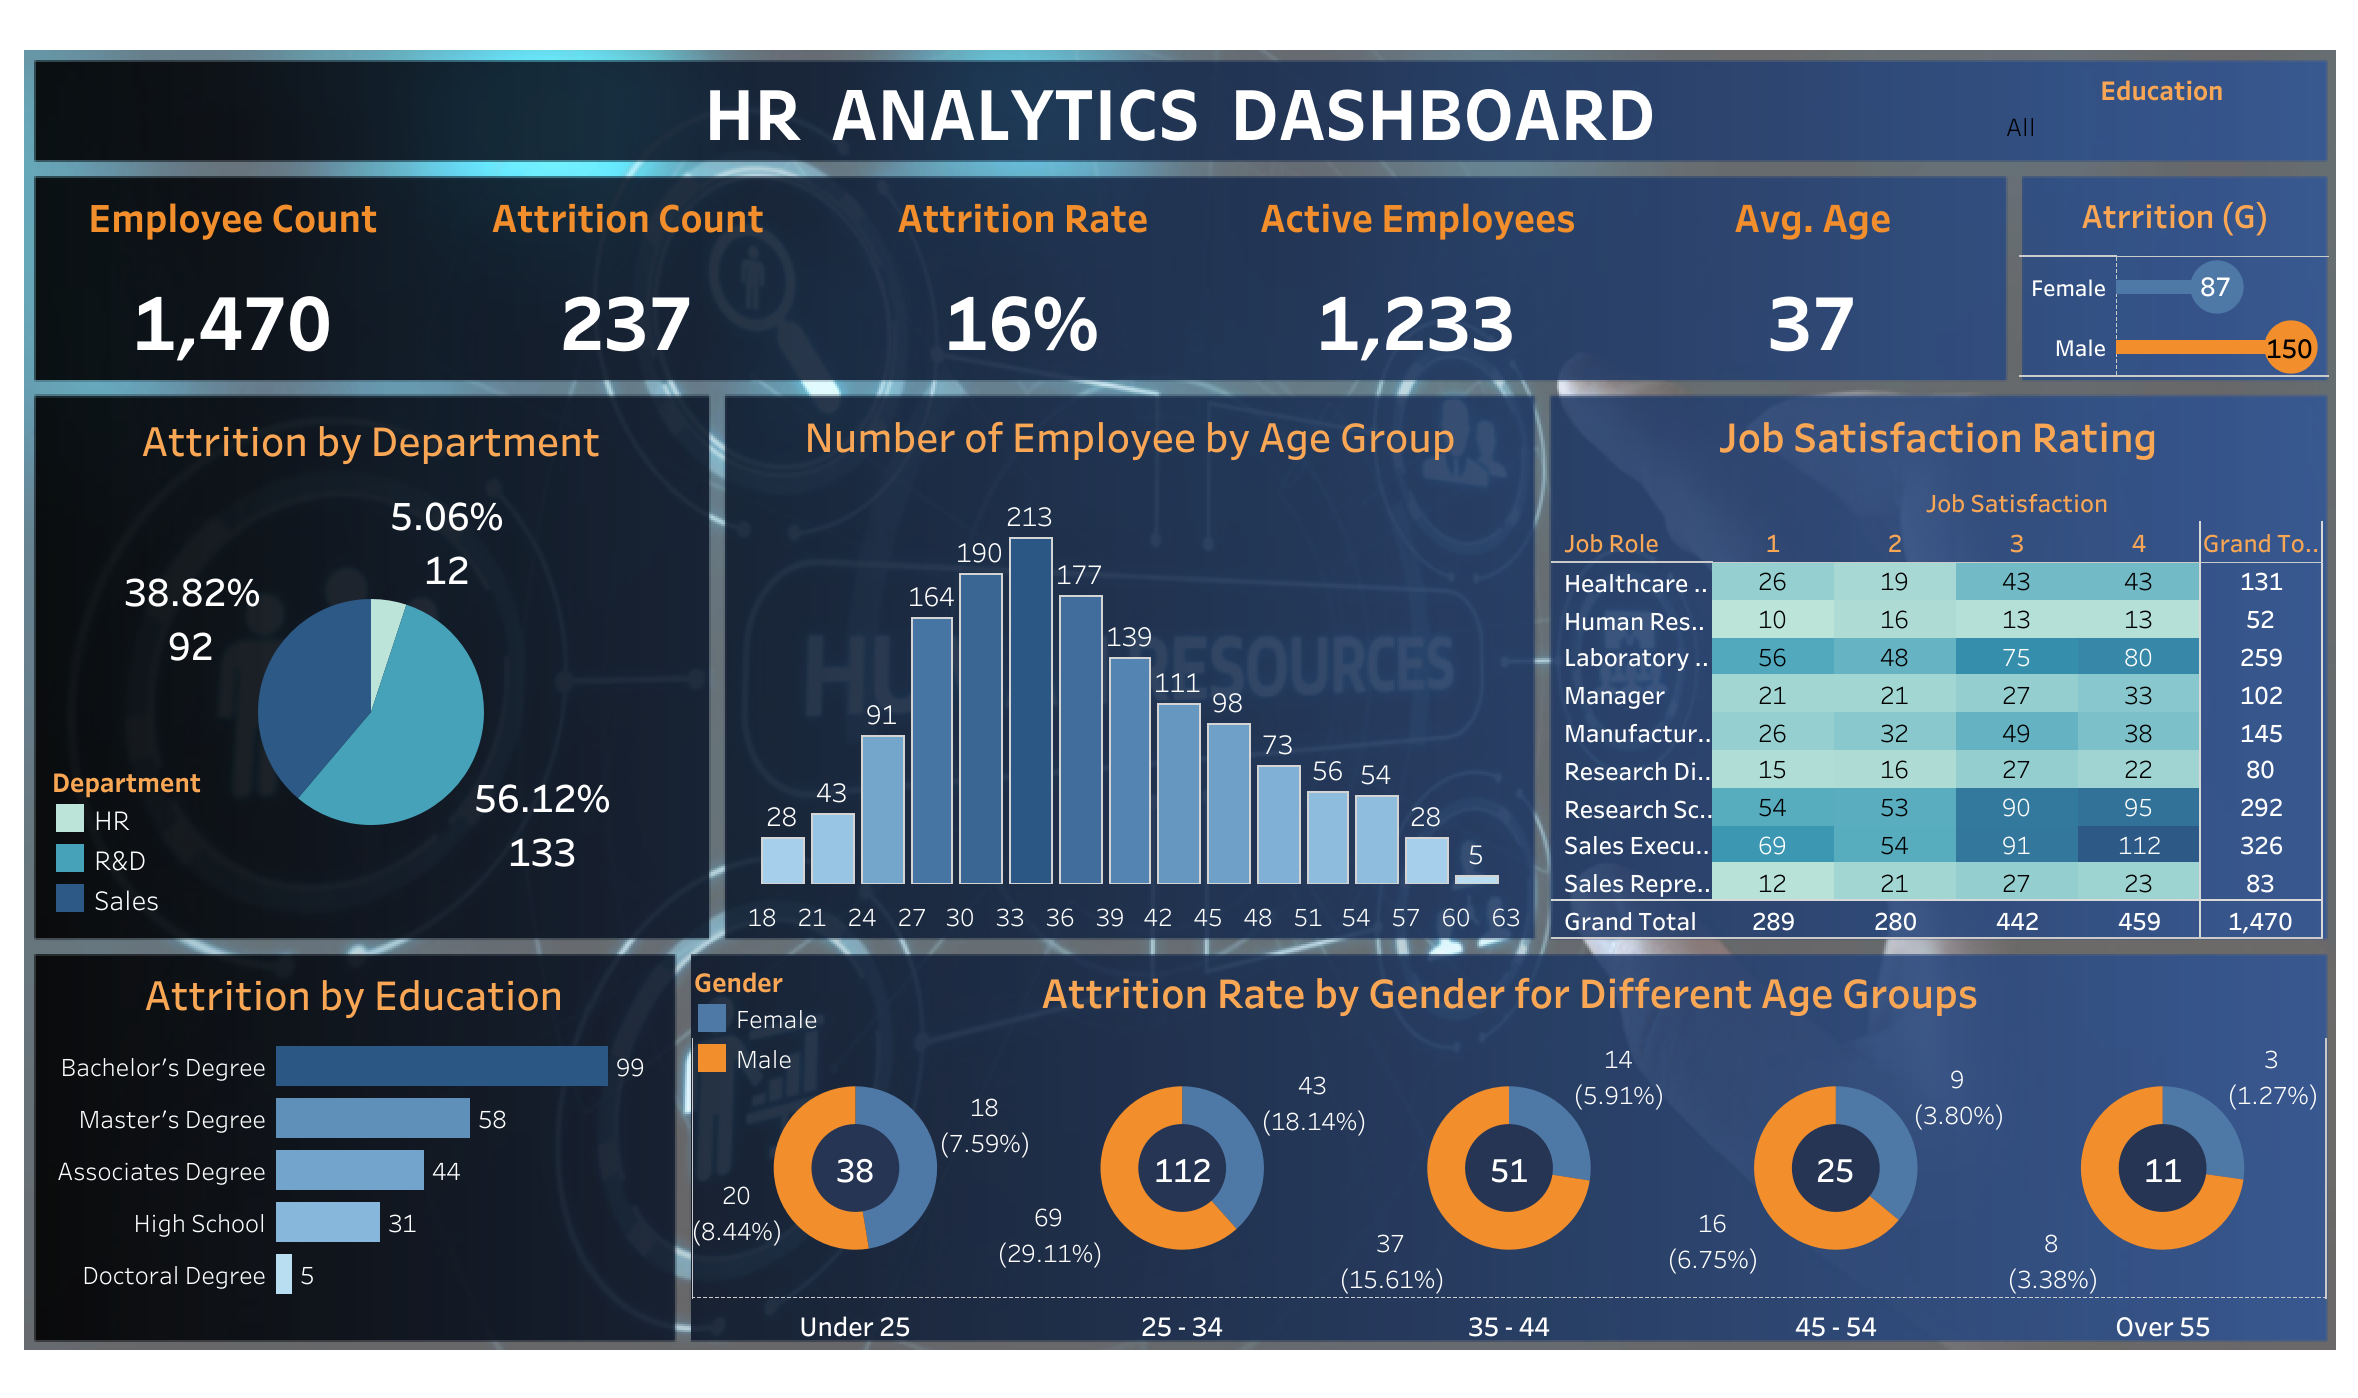 HR ANALYTICS DASHBOARD
Education
All
Employee Count
Attrition Count
Attrition Rate
Active Employees
Avg. Age
1,470
237
16%
1,233
37
Atrrition (G)
Female 87
Male 150
Attrition by Department
5.06%
12
38.82%
92
56.12%
133
Department
HR
R&D
Sales
Number of Employee by Age Group
28 43 91 164 190 213 177 139 111 98 73 56 54 28 5
18 21 24 27 30 33 36 39 42 45 48 51 54 57 60 63
HU RESOURCES
Job Satisfaction Rating
Job Satisfaction
Job Role 1 2 3 4 Grand To..
Healthcare .. 26 19 43 43 131
Human Res.. 10 16 13 13 52
Laboratory .. 56 48 75 80 259
Manager 21 21 27 33 102
Manufactur.. 26 32 49 38 145
Research Di.. 15 16 27 22 80
Research Sc.. 54 53 90 95 292
Sales Execu.. 69 54 91 112 326
Sales Repre.. 12 21 27 23 83
Grand Total 289 280 442 459 1,470
Attrition by Education
Bachelor's Degree 99
Master's Degree 58
Associates Degree 44
High School 31
Doctoral Degree 5
Gender
Female
Male
Attrition Rate by Gender for Different Age Groups
18
(7.59%)
38
20
(8.44%)
43
(18.14%)
112
69
(29.11%)
14
(5.91%)
51
37
(15.61%)
9
(3.80%)
25
16
(6.75%)
3
(1.27%)
11
8
(3.38%)
Under 25
25 - 34
35 - 44
45 - 54
Over 55